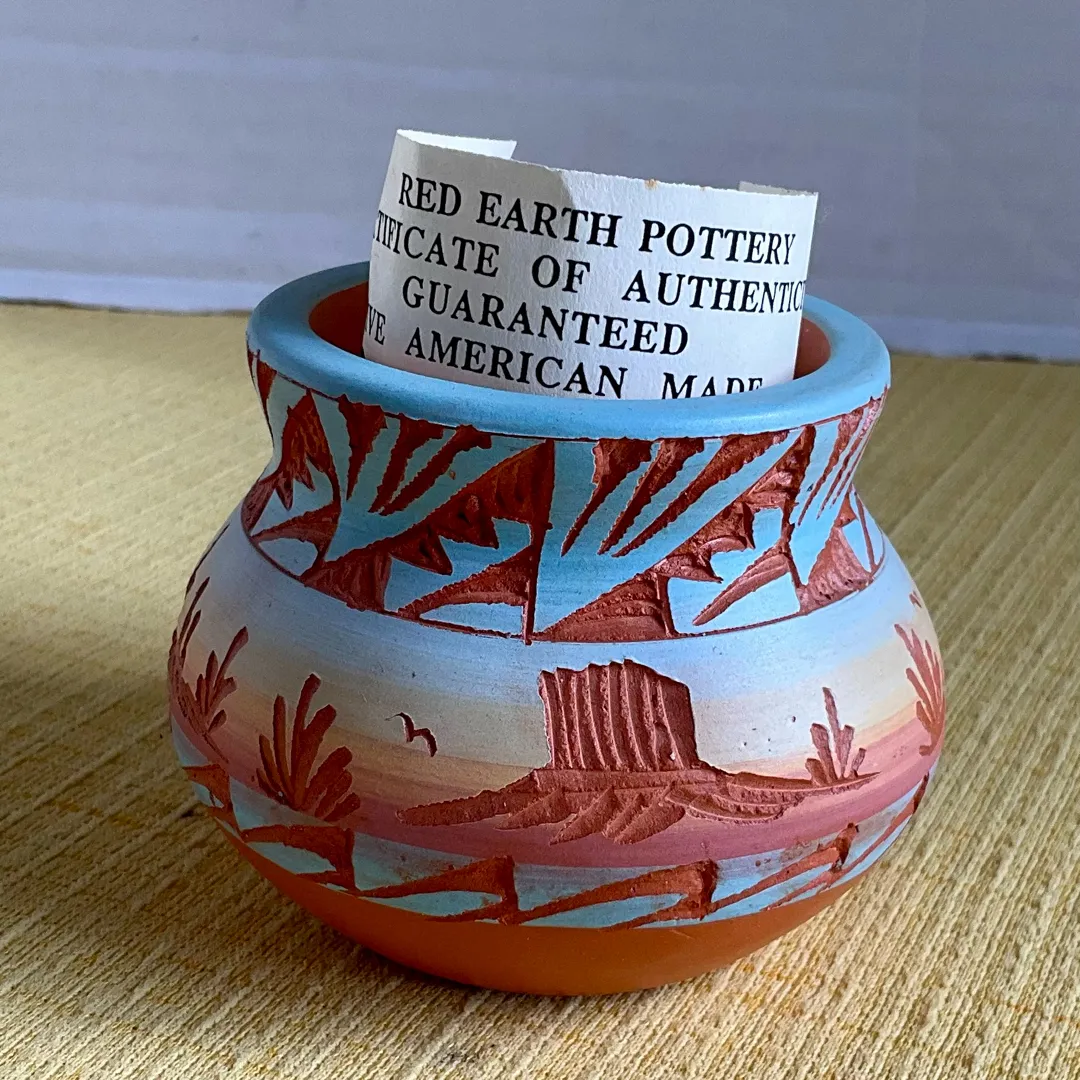 RED EARTH POTTERY
TIFICATE OF AUTHENTIC
GUARANTEED
VE AMERICAN MADE